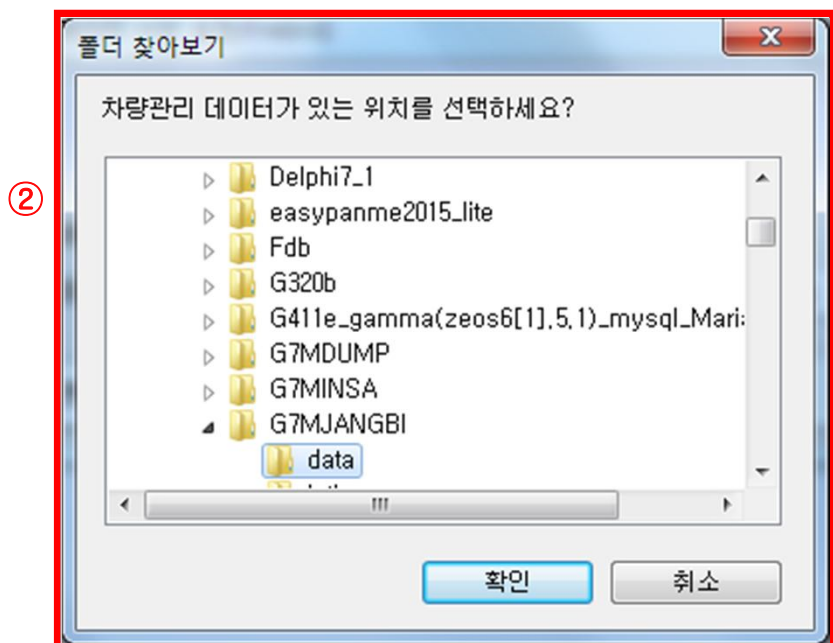 폴더 찾아보기
차량관리 데이터가 있는 위치를 선택하세요?
②
Delphi7_1
easypanme2015_lite
Fdb
G320b
G411e_gamma(zeos6[1],5,1)_mysql_Mari
G7MDUMP
G7MINSA
G7MJANGBI
data
확인 취소